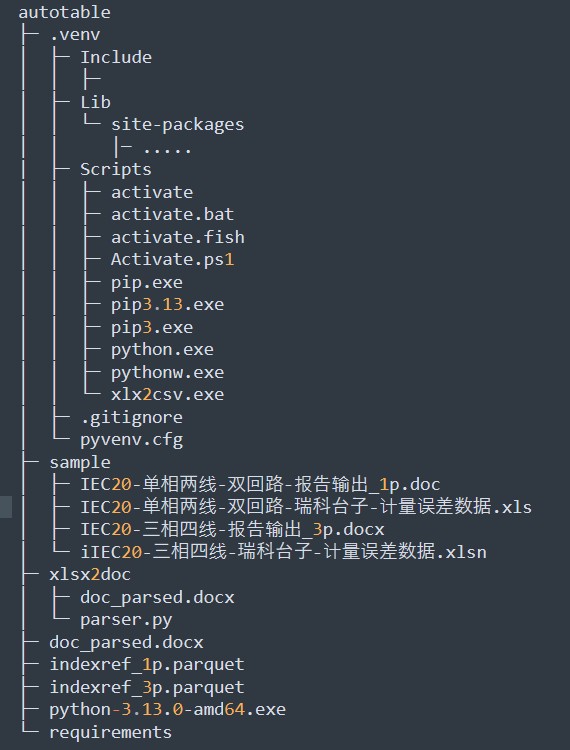 autotable
├─ .venv
│  ├─ Include
│  │  ├─
│  ├─ Lib
│  │  └─ site-packages
│  │     │─ .....
│  ├─ Scripts
│  │  ├─ activate
│  │  ├─ activate.bat
│  │  ├─ activate.fish
│  │  ├─ Activate.ps1
│  │  ├─ pip.exe
│  │  ├─ pip3.13.exe
│  │  ├─ pip3.exe
│  │  ├─ python.exe
│  │  ├─ pythonw.exe
│  │  └─ xlx2csv.exe
│  ├─ .gitignore
│  └─ pyvenv.cfg
├─ sample
│  ├─ IEC20-单相两线-双回路-报告输出_1p.doc
│  ├─ IEC20-单相两线-双回路-瑞科台子-计量误差数据.xls
│  ├─ IEC20-三相四线-报告输出_3p.docx
│  └─ iIEC20-三相四线-瑞科台子-计量误差数据.xlsn
├─ xlsx2doc
│  ├─ doc_parsed.docx
│  └─ parser.py
├─ doc_parsed.docx
├─ indexref_1p.parquet
├─ indexref_3p.parquet
├─ python-3.13.0-amd64.exe
└─ requirements